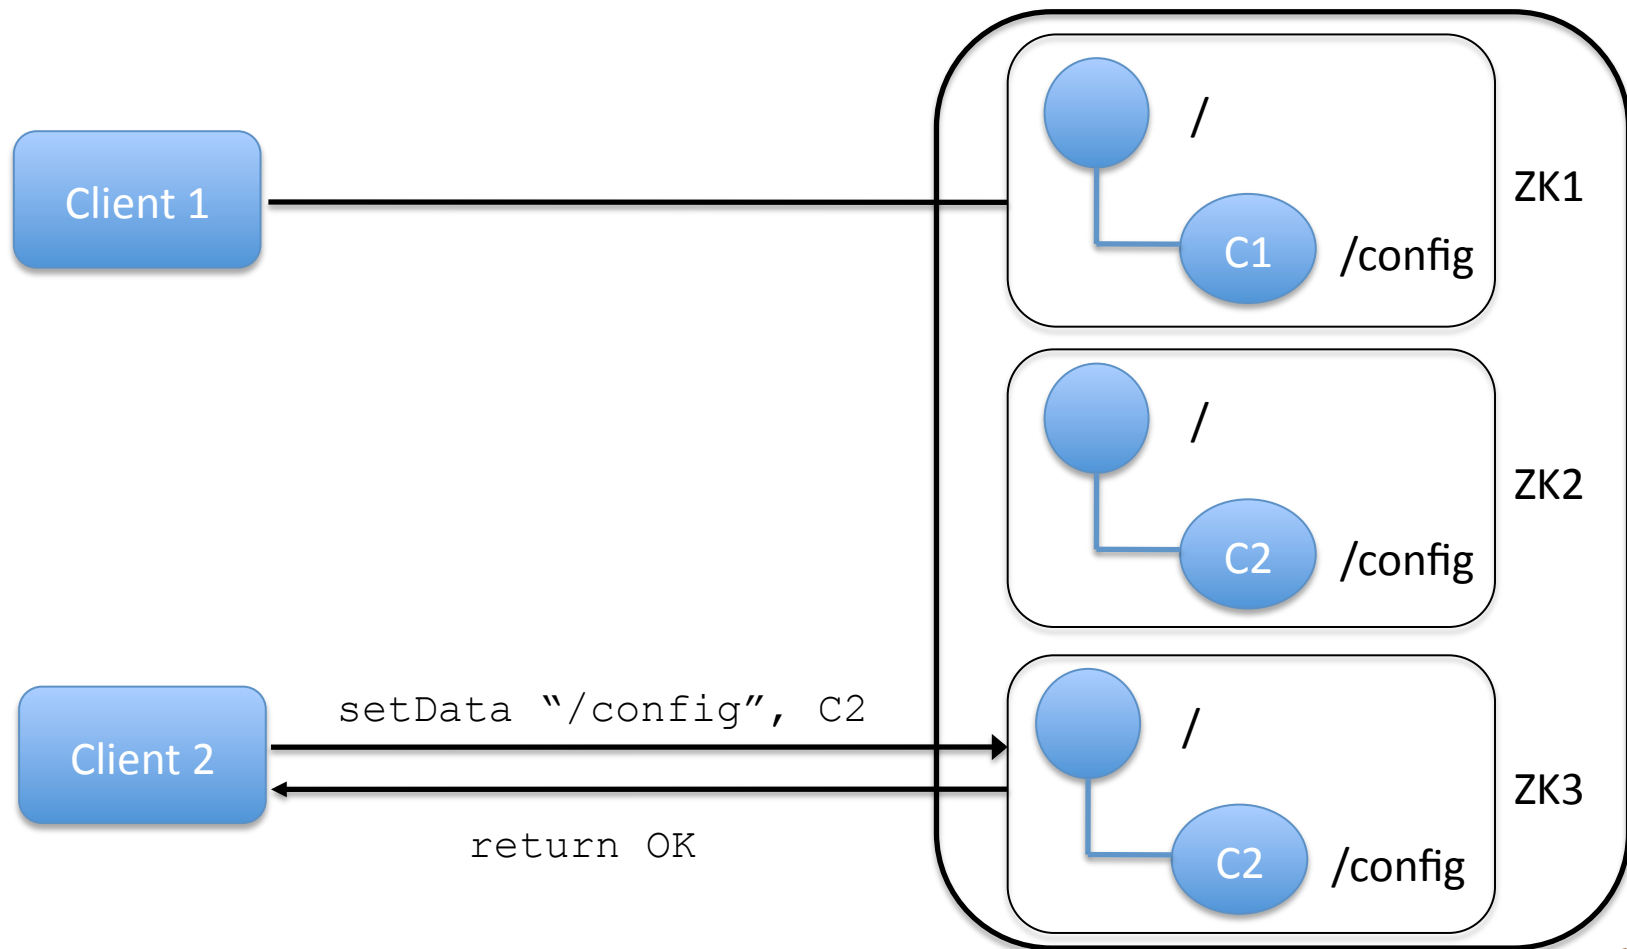 /
ZK1
Client 1
C1 /config
/
ZK2
C2 /config
setData “/config”, C2
/
Client 2
ZK3
return OK
C2 /config